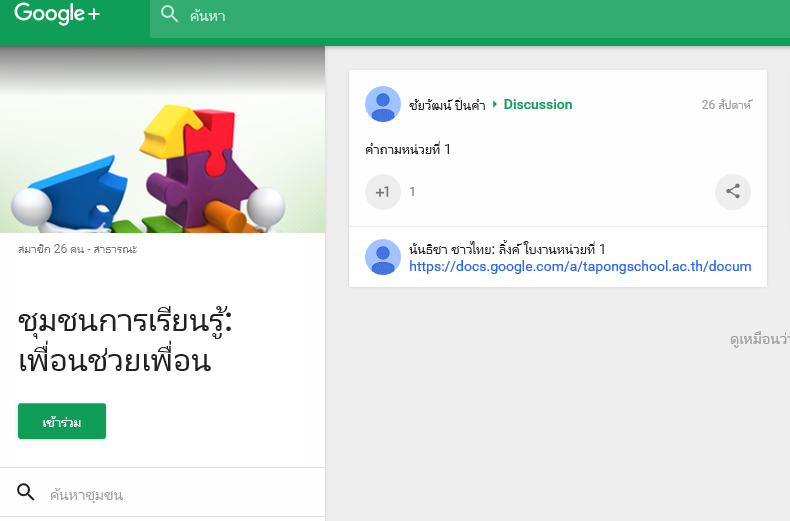 Google+
ค้นหา
ชัยวัฒน์ ปิ่นคำ
Discussion
26 สัปดาห์
คำถามหน่วยที่ 1
+1
1
นันธิชา ชาวไทย: ลิ้งค์ ใบงานหน่วยที่ 1
https://docs.google.com/a/tapongschool.ac.th/docum
สมาชิก 26 คน - สาธารณะ
ชุมชนการเรียนรู้:
เพื่อนช่วยเพื่อน
เข้าร่วม
ค้นหาชุมชน
ดูเหมือนว่